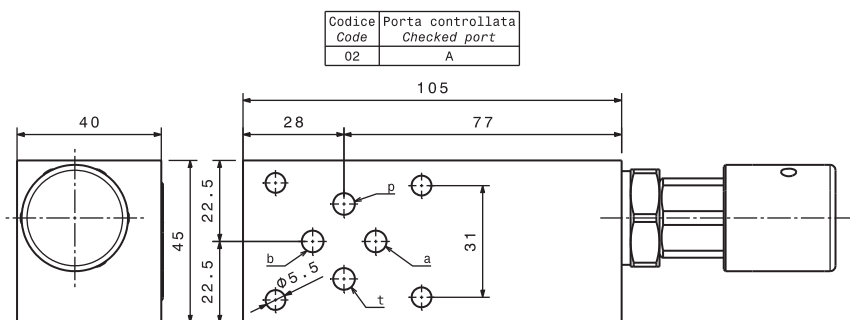 Codice Porta controllata
Code Checked port
02 A
105
40 28 77
p
22.5
45 31
b a
Ø5.5
22.5
t